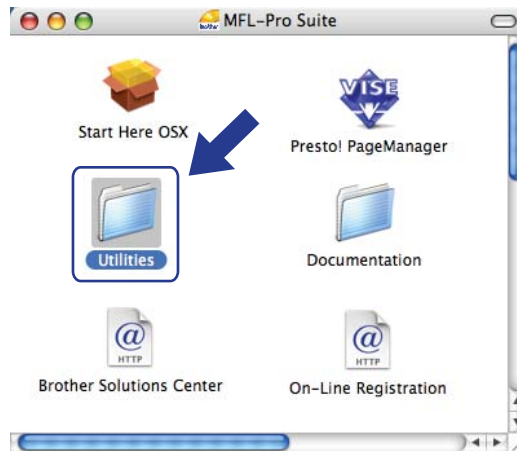 brother MFL-Pro Suite
VISE
Start Here OSX
Presto! PageManager
Utilities
Documentation
@ @
HTTP HTTP
Brother Solutions Center
On-Line Registration